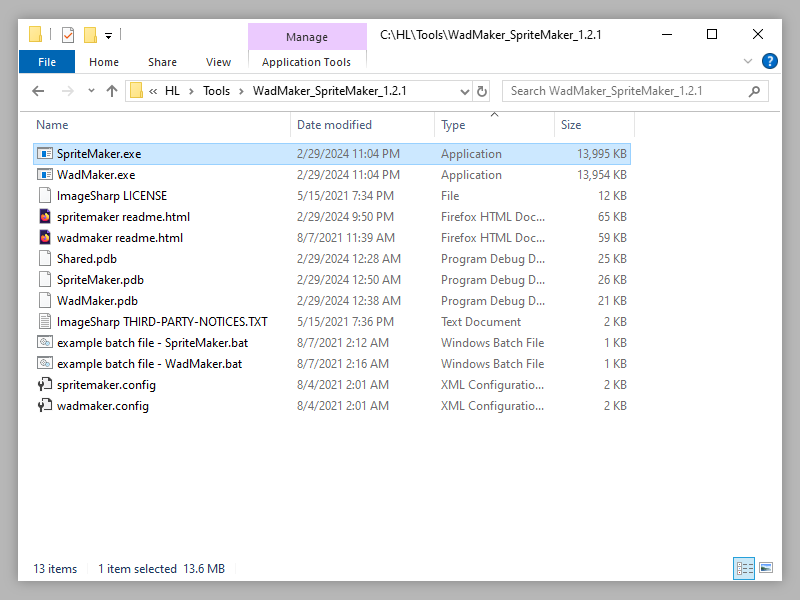 Manage
C:\HL\Tools\WadMaker_SpriteMaker_1.2.1
File Home Share View Application Tools
?
« HL › Tools › WadMaker_SpriteMaker_1.2.1
Search WadMaker_SpriteMaker_1.2.1
Name Date modified Type Size
SpriteMaker.exe 2/29/2024 11:04 PM Application 13,995 KB
WadMaker.exe 2/29/2024 11:04 PM Application 13,954 KB
ImageSharp LICENSE 5/15/2021 7:34 PM File 12 KB
spritemaker readme.html 2/29/2024 9:50 PM Firefox HTML Doc... 65 KB
wadmaker readme.html 8/7/2021 11:39 AM Firefox HTML Doc... 59 KB
Shared.pdb 2/29/2024 12:28 AM Program Debug D... 25 KB
SpriteMaker.pdb 2/29/2024 12:50 AM Program Debug D... 26 KB
WadMaker.pdb 2/29/2024 12:38 AM Program Debug D... 21 KB
ImageSharp THIRD-PARTY-NOTICES.TXT 5/15/2021 7:36 PM Text Document 2 KB
example batch file - SpriteMaker.bat 8/7/2021 2:12 AM Windows Batch File 1 KB
example batch file - WadMaker.bat 8/7/2021 2:16 AM Windows Batch File 1 KB
spritemaker.config 8/4/2021 2:01 AM XML Configuratio... 2 KB
wadmaker.config 8/4/2021 2:01 AM XML Configuratio... 2 KB
13 items 1 item selected 13.6 MB